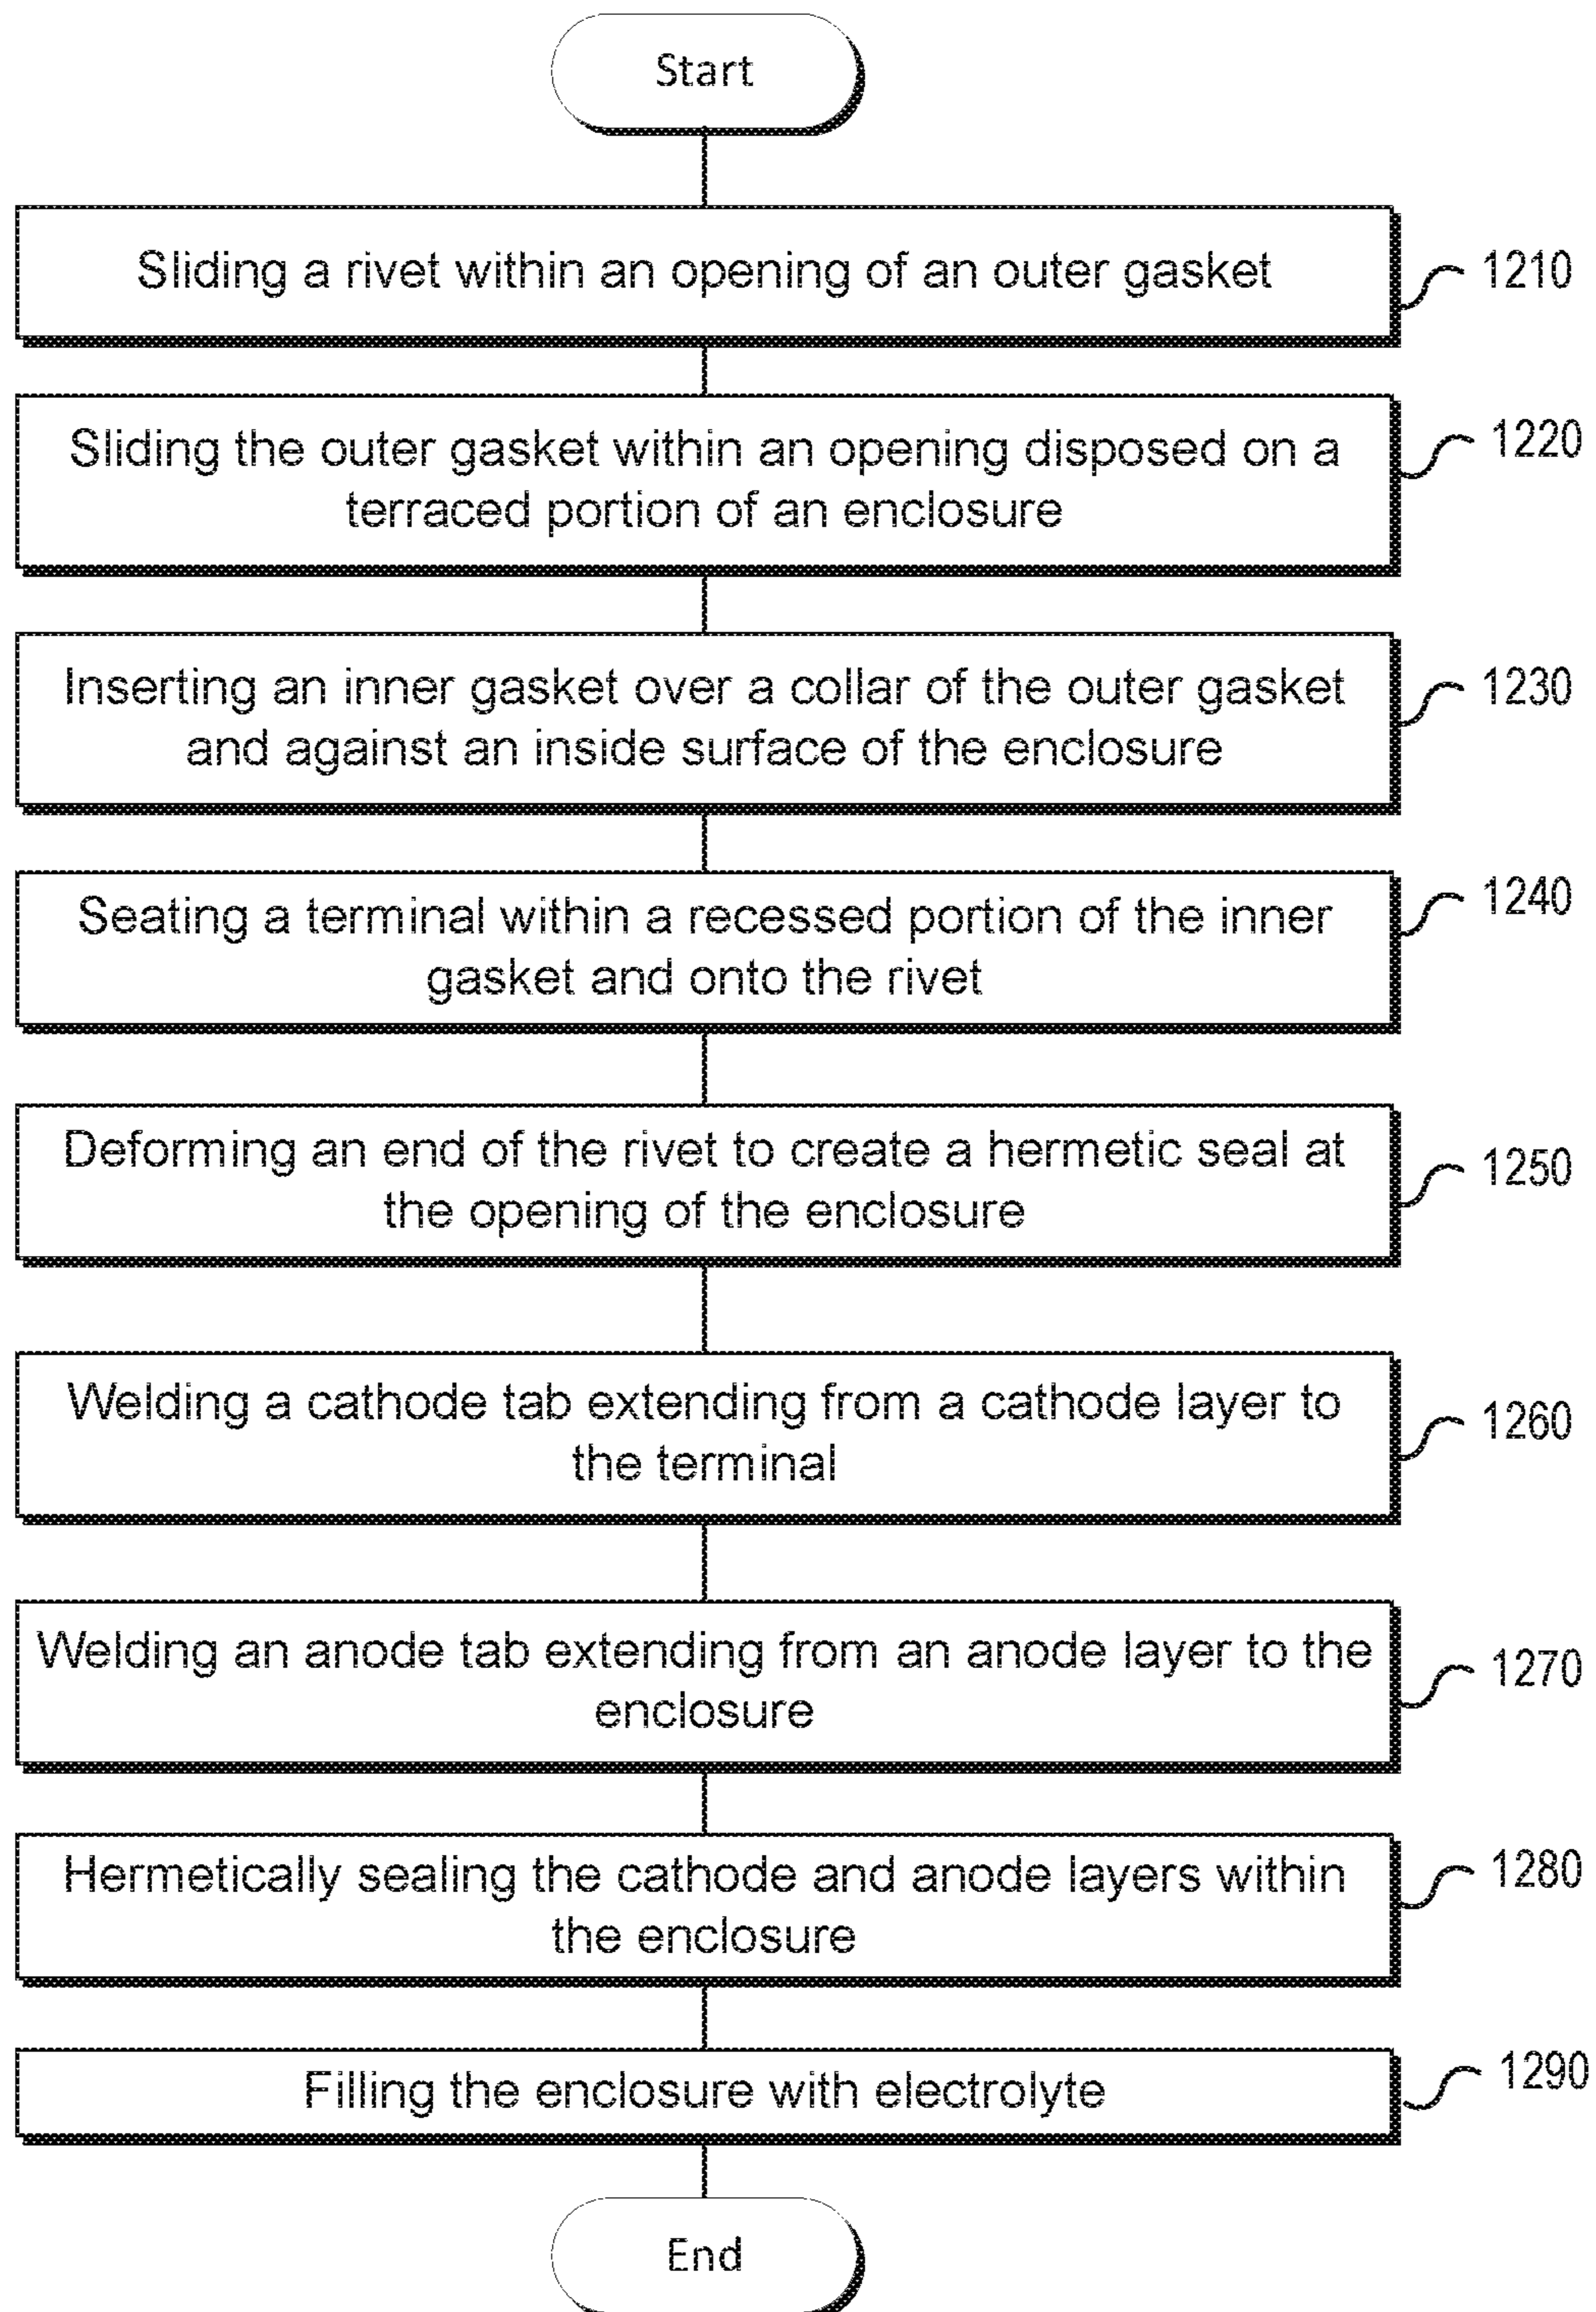 Start
Sliding a rivet within an opening of an outer gasket
1210
Sliding the outer gasket within an opening disposed on a
terraced portion of an enclosure
1220
Inserting an inner gasket over a collar of the outer gasket
and against an inside surface of the enclosure
1230
Seating a terminal within a recessed portion of the inner
gasket and onto the rivet
1240
Deforming an end of the rivet to create a hermetic seal at
the opening of the enclosure
1250
Welding a cathode tab extending from a cathode layer to
the terminal
1260
Welding an anode tab extending from an anode layer to the
enclosure
1270
Hermetically sealing the cathode and anode layers within
the enclosure
1280
Filling the enclosure with electrolyte
1290
End